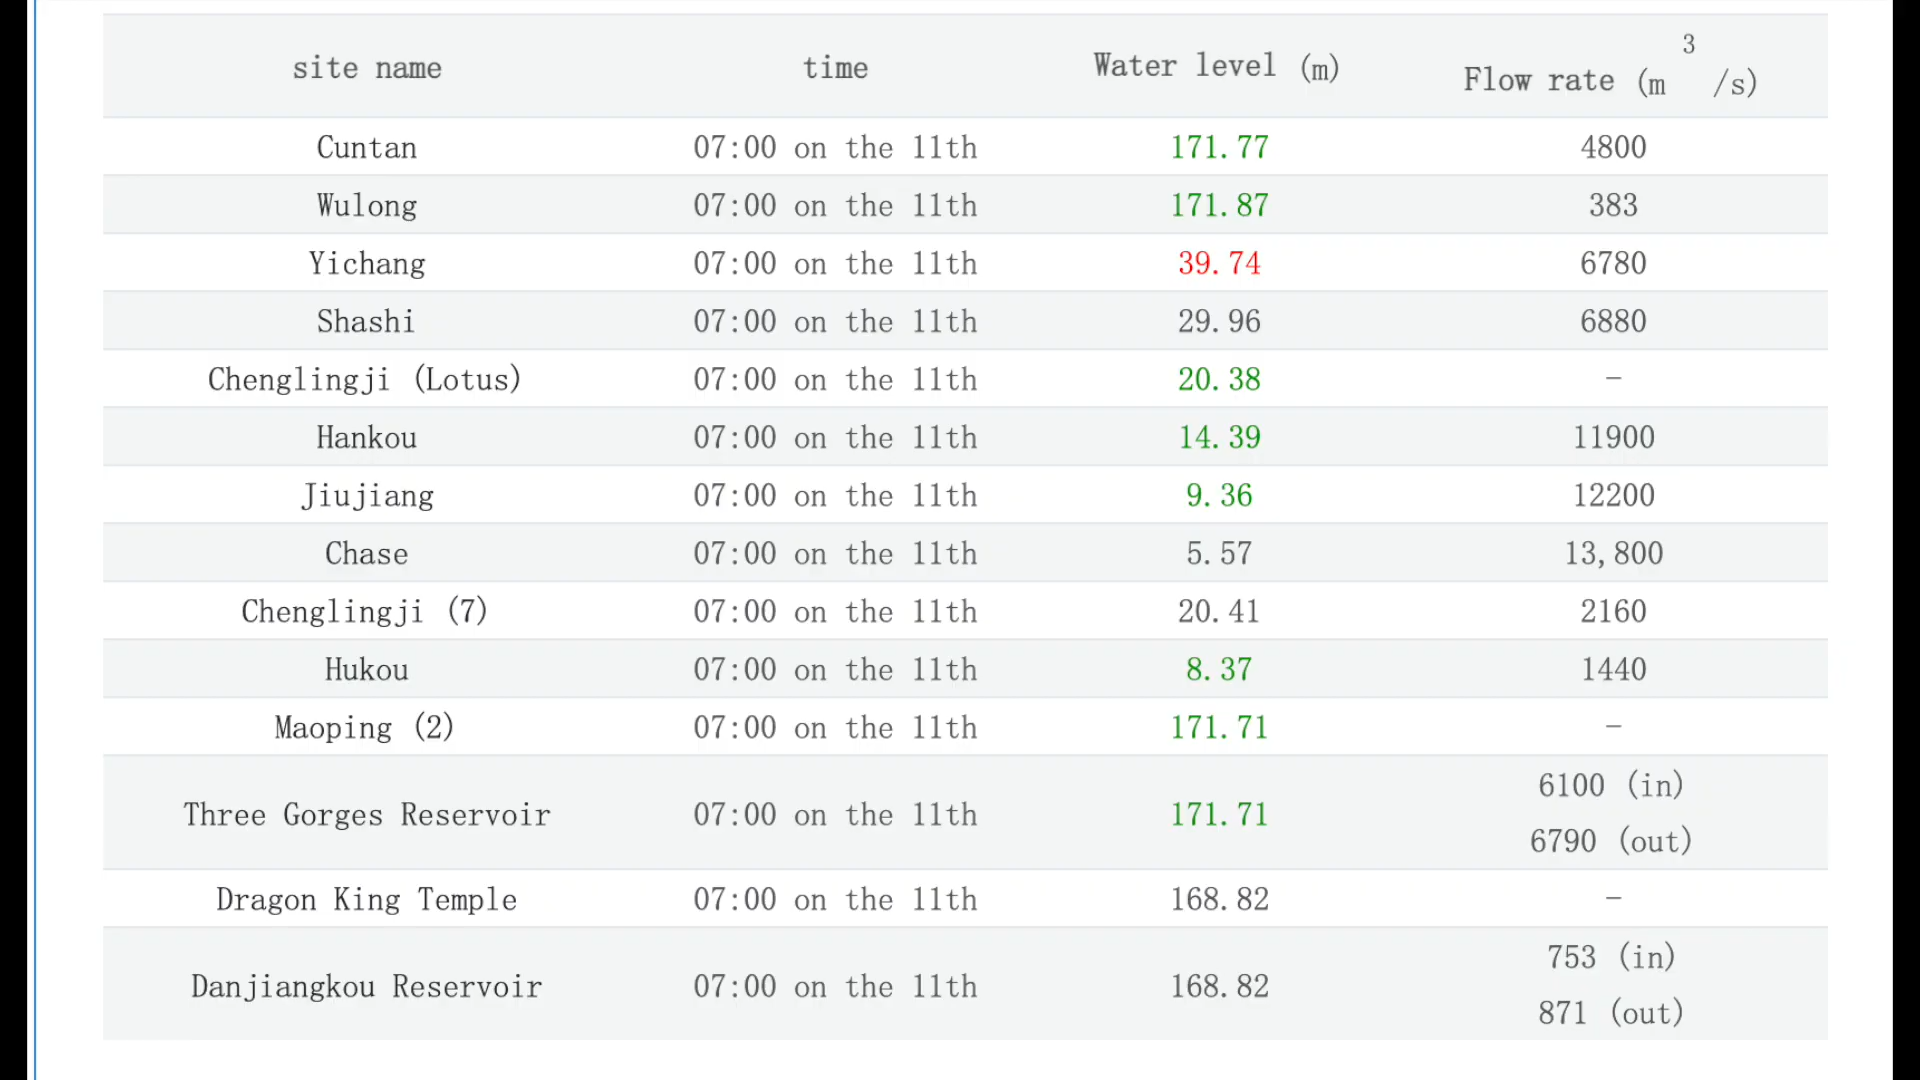 site name time Water level (m) Flow rate (m³/s)
Cuntan 07:00 on the 11th 171.77 4800
Wulong 07:00 on the 11th 171.87 383
Yichang 07:00 on the 11th 39.74 6780
Shashi 07:00 on the 11th 29.96 6880
Chenglingji (Lotus) 07:00 on the 11th 20.38 -
Hankou 07:00 on the 11th 14.39 11900
Jiujiang 07:00 on the 11th 9.36 12200
Chase 07:00 on the 11th 5.57 13,800
Chenglingji (7) 07:00 on the 11th 20.41 2160
Hukou 07:00 on the 11th 8.37 1440
Maoping (2) 07:00 on the 11th 171.71 -
Three Gorges Reservoir 07:00 on the 11th 171.71 6100 (in)
6790 (out)
Dragon King Temple 07:00 on the 11th 168.82 -
Danjiangkou Reservoir 07:00 on the 11th 168.82 753 (in)
871 (out)